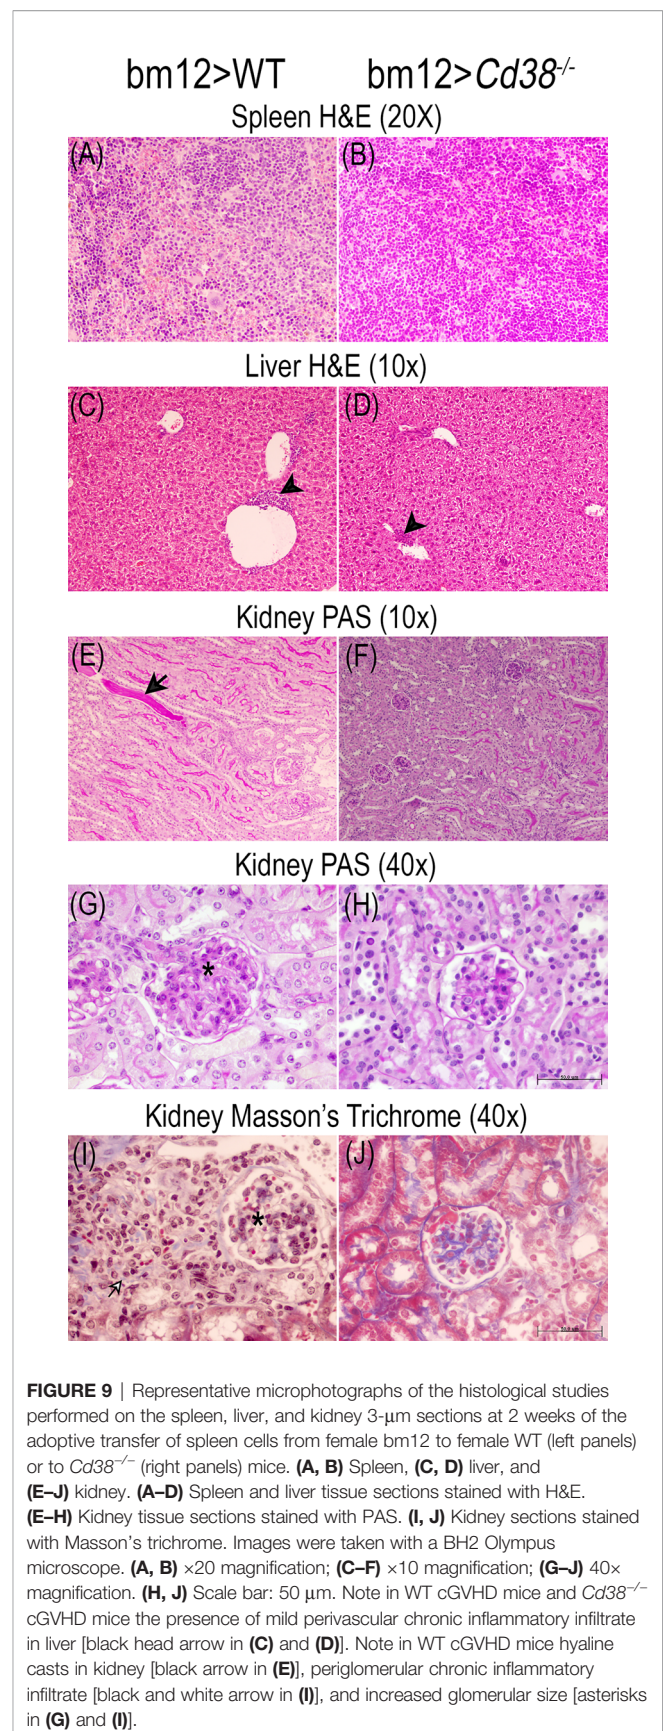 bm12>WT bm12>Cd38-/-
Spleen H&E (20X)
(A) (B)
Liver H&E (10x)
(C) (D)
Kidney PAS (10x)
(E) (F)
Kidney PAS (40x)
(G) * (H)
50.0 µm
Kidney Masson's Trichrome (40x)
(I) * (J)
50.0 µm
FIGURE 9 | Representative microphotographs of the histological studies
performed on the spleen, liver, and kidney 3-μm sections at 2 weeks of the
adoptive transfer of spleen cells from female bm12 to female WT (left panels)
or to Cd38−/− (right panels) mice. (A, B) Spleen, (C, D) liver, and
(E–J) kidney. (A–D) Spleen and liver tissue sections stained with H&E.
(E–H) Kidney tissue sections stained with PAS. (I, J) Kidney sections stained
with Masson's trichrome. Images were taken with a BH2 Olympus
microscope. (A, B) ×20 magnification; (C–F) ×10 magnification; (G–J) 40×
magnification. (H, J) Scale bar: 50 μm. Note in WT cGVHD mice and Cd38−/−
cGVHD mice the presence of mild perivascular chronic inflammatory infiltrate
in liver [black head arrow in (C) and (D)]. Note in WT cGVHD mice hyaline
casts in kidney [black arrow in (E)], periglomerular chronic inflammatory
infiltrate [black and white arrow in (I)], and increased glomerular size [asterisks
in (G) and (I)].